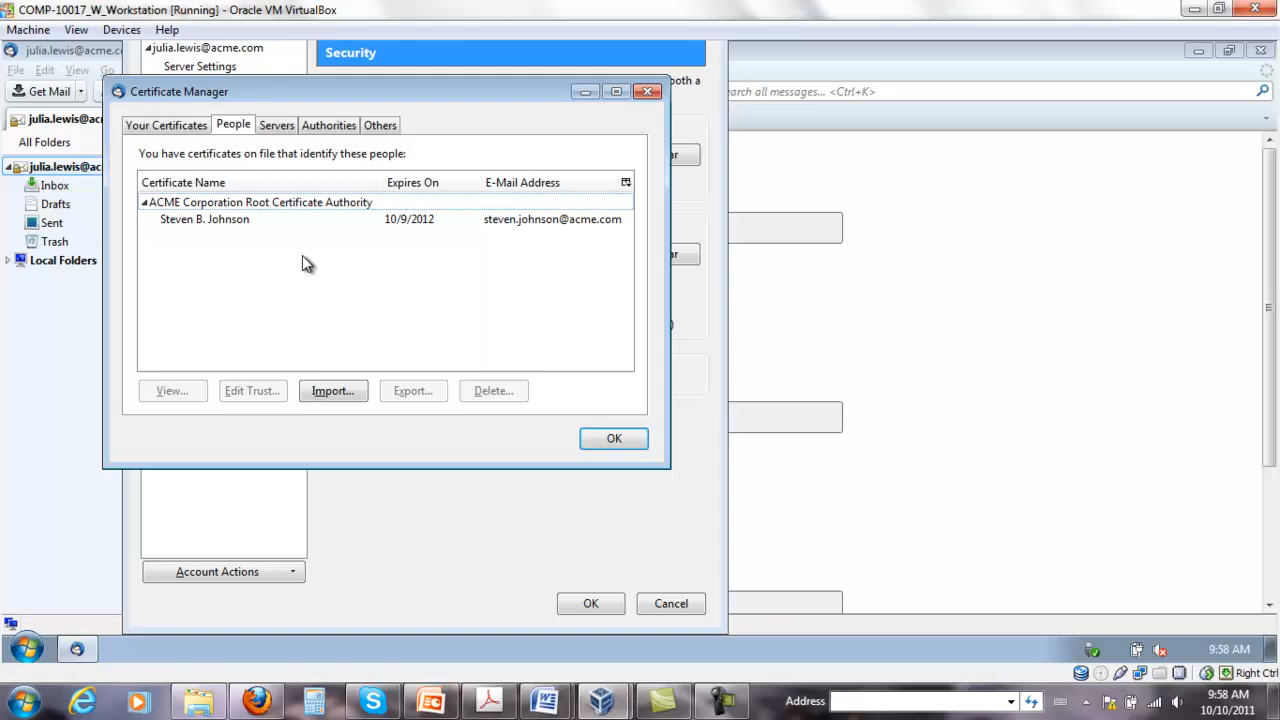 COMP-10017_W_Workstation [Running] - Oracle VM VirtualBox
Machine View Devices Help
julia.lewis@acme.c
File Edit View Go
Get Mail
julia.lewis@ac
All Folders
julia.lewis@ac
Inbox
Drafts
Sent
Trash
Local Folders
julia.lewis@acme.com
Server Settings
Security
both a
earch all messages... <Ctrl+K>
Certificate Manager
Your Certificates People Servers Authorities Others
You have certificates on file that identify these people:
Certificate Name Expires On E-Mail Address
ACME Corporation Root Certificate Authority
Steven B. Johnson 10/9/2012 steven.johnson@acme.com
View... Edit Trust... Import... Export... Delete...
OK
ar
ar
Account Actions
OK Cancel
9:58 AM
Right Ctrl
Address
9:58 AM
10/10/2011